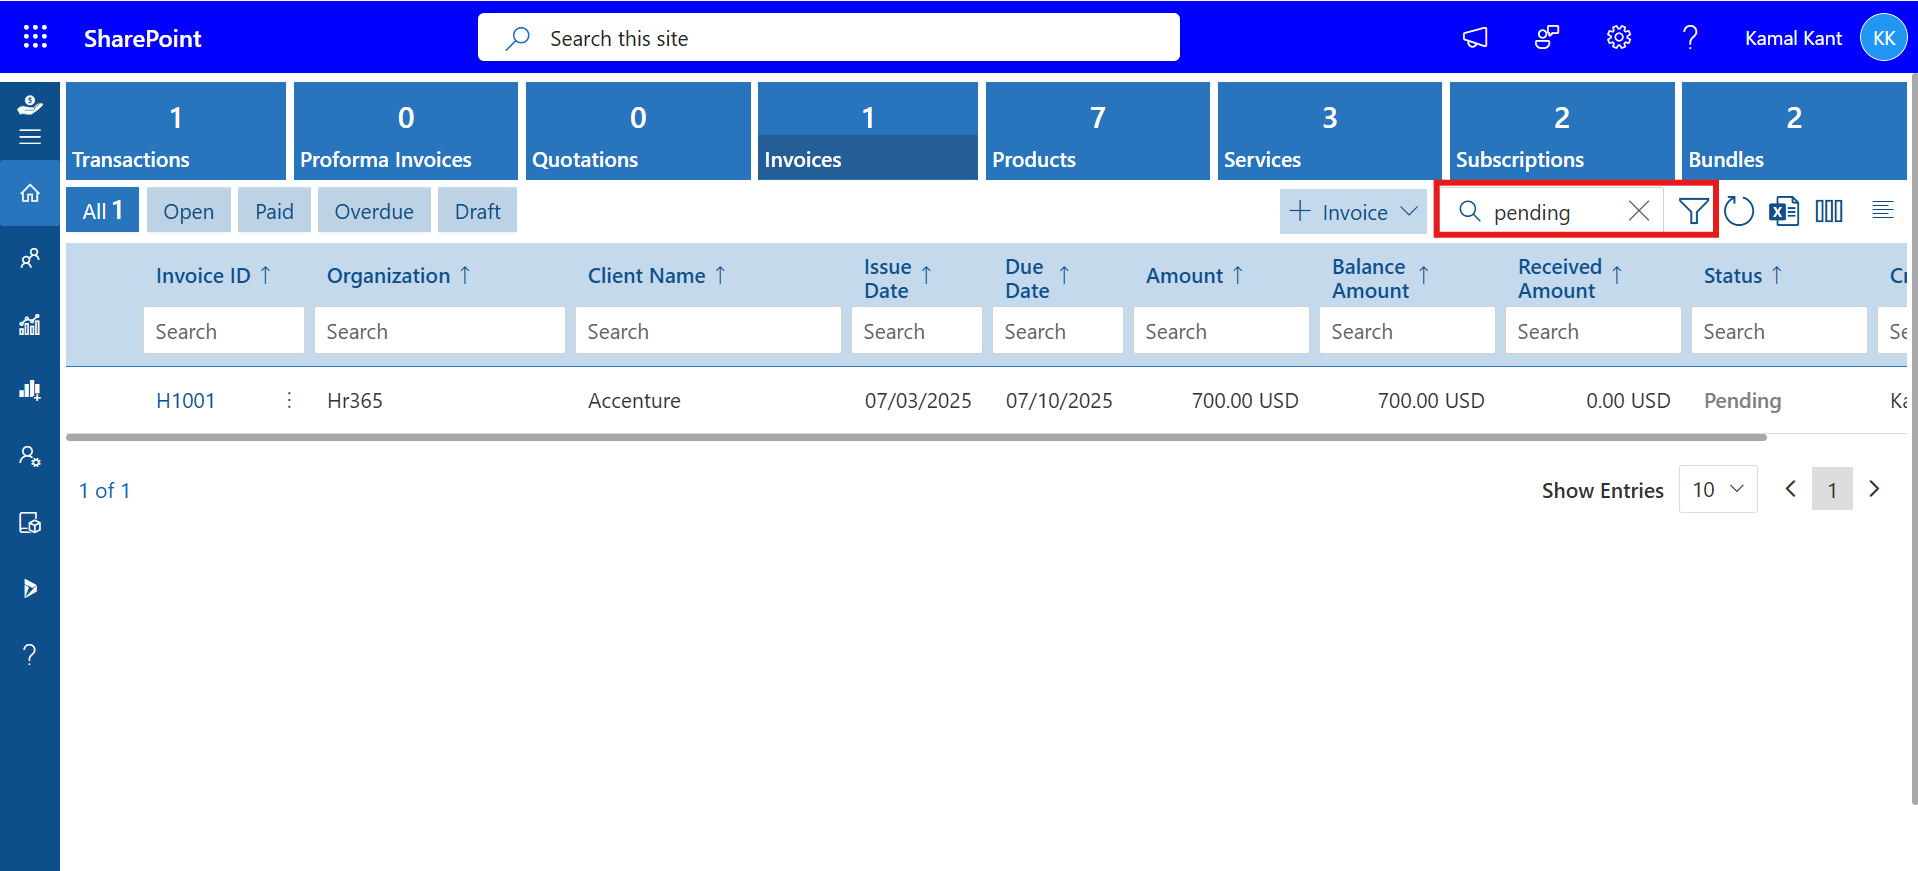 SharePoint
Search this site
Kamal Kant
KK
1
Transactions
0
Proforma Invoices
0
Quotations
1
Invoices
7
Products
3
Services
2
Subscriptions
2
Bundles
All 1
Open
Paid
Overdue
Draft
Invoice
pending
Invoice ID ↑
Organization ↑
Client Name ↑
Issue Date ↑
Due Date ↑
Amount ↑
Balance Amount ↑
Received Amount ↑
Status ↑
Search
Search
Search
Search
Search
Search
Search
Search
Search
H1001
Hr365
Accenture
07/03/2025
07/10/2025
700.00 USD
700.00 USD
0.00 USD
Pending
1 of 1
Show Entries
10
1